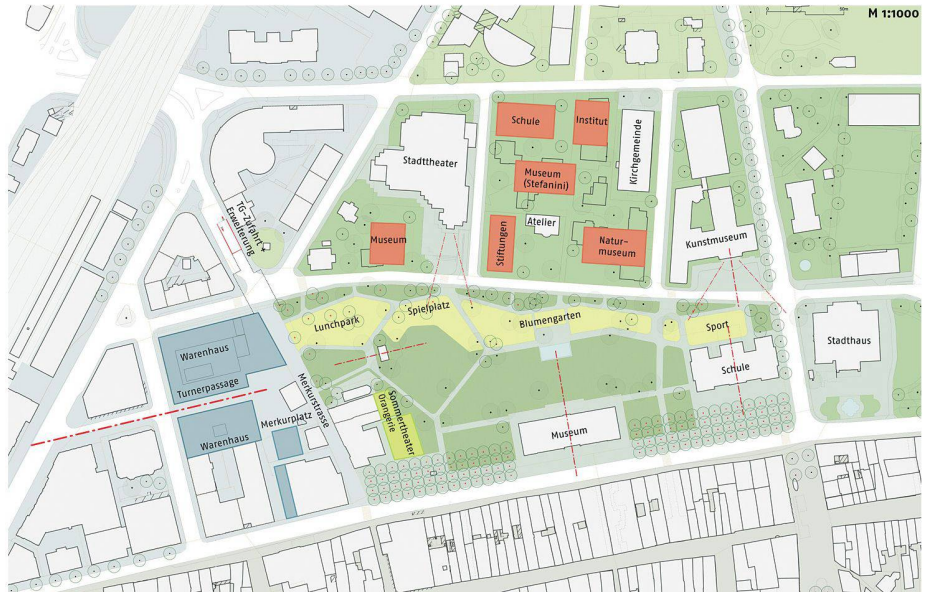 M 1:1000
Schule
Institut
Kirchgemeinde
Stadttheater
Museum
(Stefanini)
TG-Zufahrt
Erweiterung
Museum
Stiftungen
Atelier
Natur-
museum
Kunstmuseum
Lunchpark
Spielplatz
Blumengarten
Sport
Stadthaus
Warenhaus
Turnerpassage
Merkurstrasse
Schule
Warenhaus
Merkurplatz
Sommertheater
Orangerie
Museum